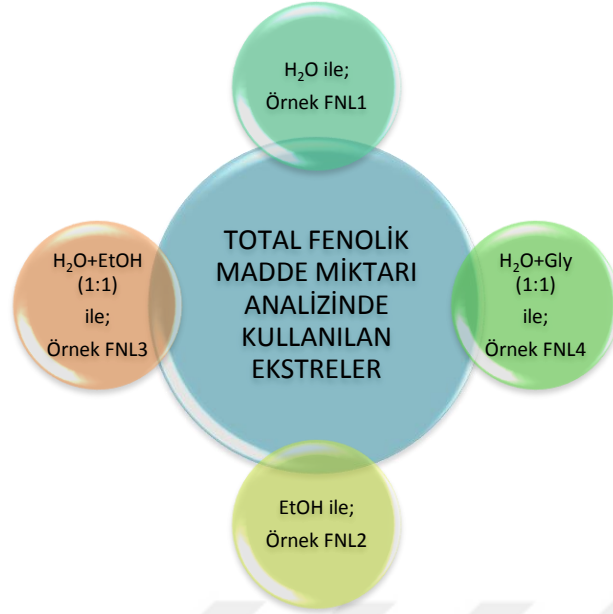 H₂O ile;
Örnek FNL1
TOTAL FENOLİK
MADDE MİKTARI
ANALİZİNDE
KULLANILAN
EKSTRELER
H₂O+EtOH
(1:1)
ile;
Örnek FNL3
H₂O+Gly
(1:1)
ile;
Örnek FNL4
EtOH ile;
Örnek FNL2